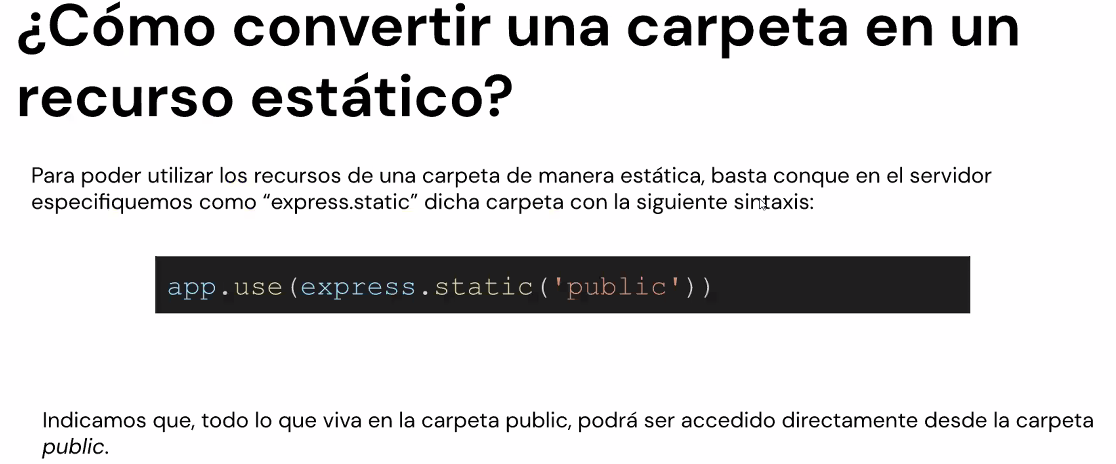 ¿Cómo convertir una carpeta en un
recurso estático?
Para poder utilizar los recursos de una carpeta de manera estática, basta conque en el servidor
especifiquemos como “express.static” dicha carpeta con la siguiente sintaxis:
app.use(express.static('public'))
Indicamos que, todo lo que viva en la carpeta public, podrá ser accedido directamente desde la carpeta
public.